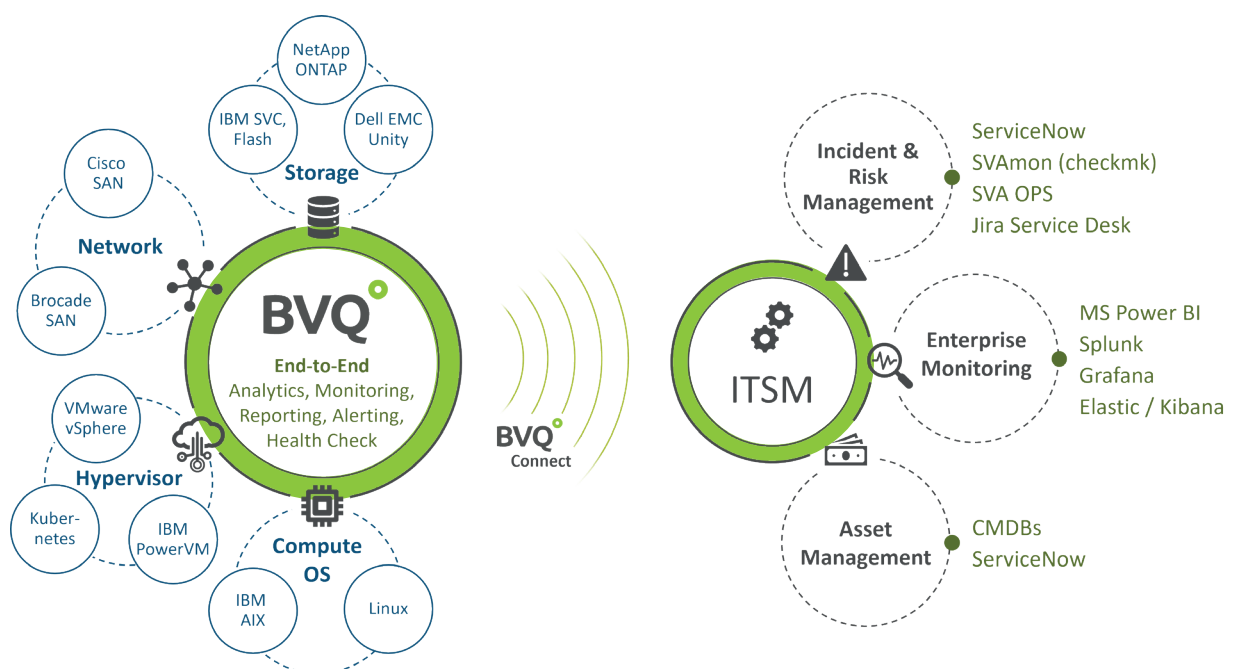 NetApp
ONTAP
IBM SVC,
Flash
Dell EMC
Unity
Storage
Cisco
SAN
Network
Brocade
SAN
BVQ
End-to-End
Analytics, Monitoring,
Reporting, Alerting,
Health Check
VMware
vSphere
Hypervisor
Kuber-
netes
IBM
PowerVM
Compute
OS
IBM
AIX
Linux
BVQ
Connect
ITSM
Incident &
Risk
Management
ServiceNow
SVAmon (checkmk)
SVA OPS
Jira Service Desk
Enterprise
Monitoring
MS Power BI
Splunk
Grafana
Elastic / Kibana
Asset
Management
CMDBs
ServiceNow